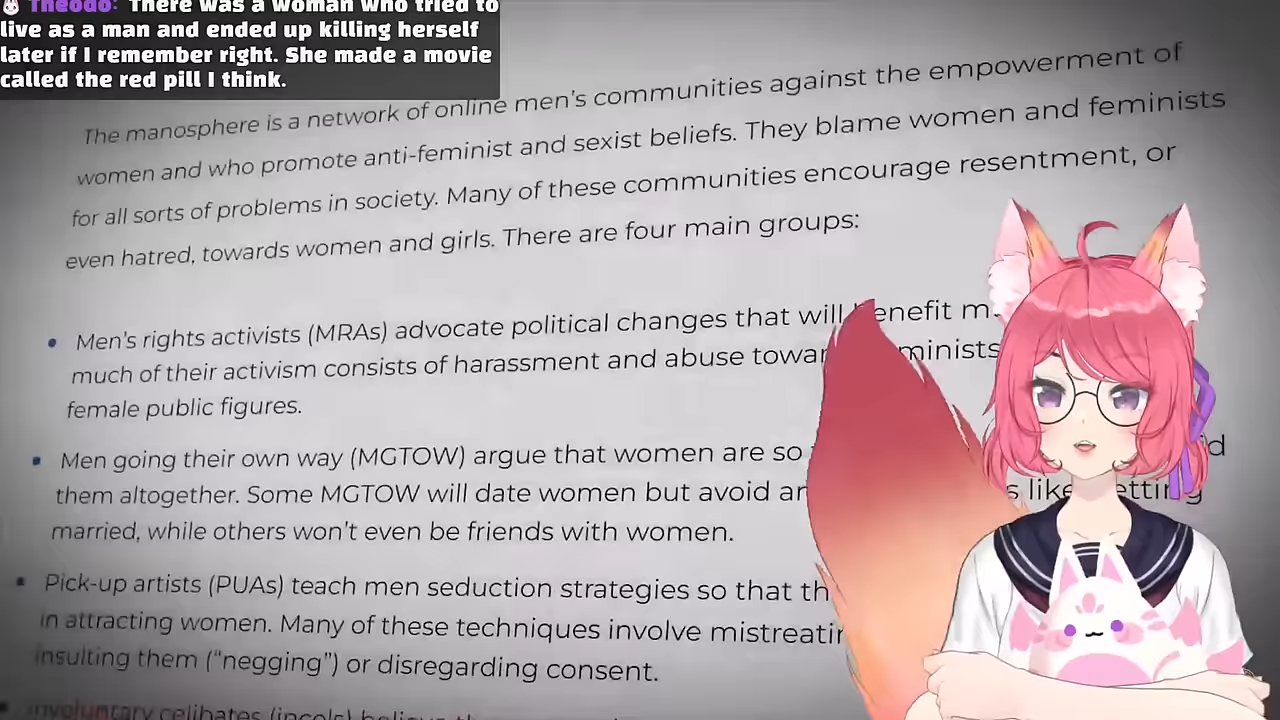 Theodo: There was a woman who tried to
live as a man and ended up killing herself
later if I remember right. She made a movie
called the red pill I think.
The manosphere is a network of online men's communities against the empowerment of
women and who promote anti-feminist and sexist beliefs. They blame women and feminists
for all sorts of problems in society. Many of these communities encourage resentment, or
even hatred, towards women and girls. There are four main groups:
• Men's rights activists (MRAs) advocate political changes that will benefit
much of their activism consists of harassment and abuse
female public figures.
• Men going their own way (MGTOW) argue that women are so
them altogether. Some MGTOW will date women but avoid
married, while others won't even be friends with women.
• Pick-up artists (PUAs) teach men seduction strategies so that
in attracting women. Many of these techniques involve
insulting them ("negging") or disregarding consent.
• Involuntary celibates (incels) believe